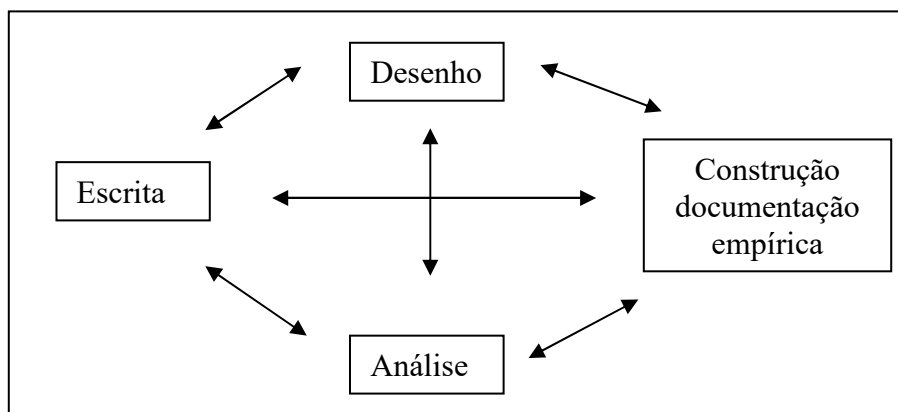 Desenho
Escrita
Construção
documentação
empírica
Análise